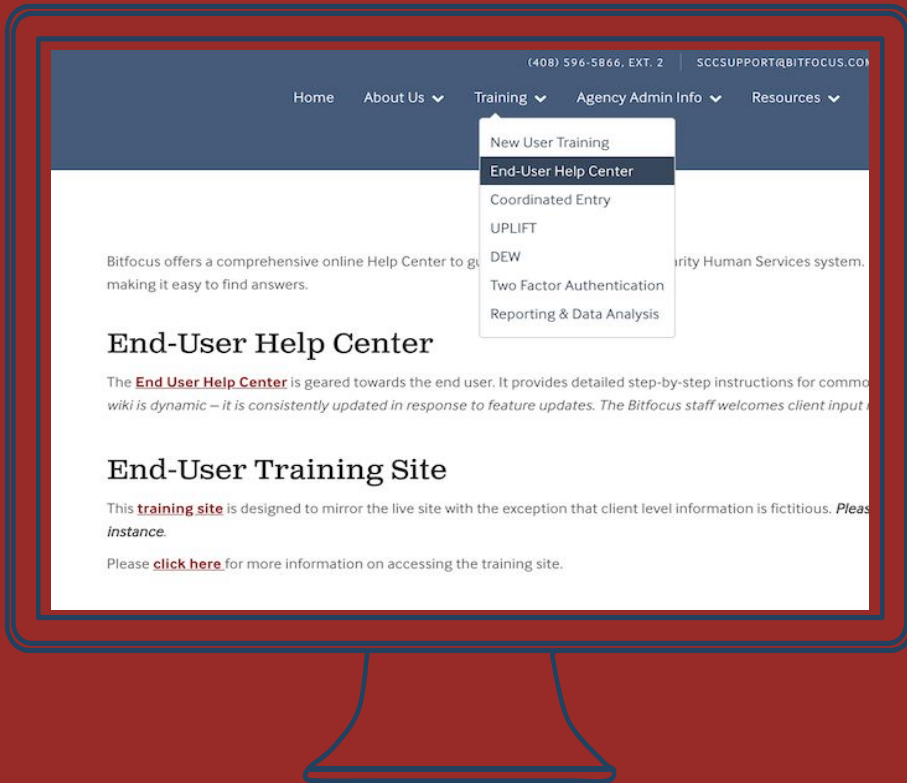 (408) 596-5866, EXT. 2 SCCSUPPORT@BITFOCUS.COM
Home About Us Training Agency Admin Info Resources
New User Training
End-User Help Center
Coordinated Entry
UPLIFT
DEW
Two Factor Authentication
Reporting & Data Analysis
Bitfocus offers a comprehensive online Help Center to Human Services system.
making it easy to find answers.
End-User Help Center
The End User Help Center is geared towards the end user. It provides detailed step-by-step instructions for
wiki is dynamic – it is consistently updated in response to feature updates. The Bitfocus staff welcomes client input
End-User Training Site
This training site is designed to mirror the live site with the exception that client level information is fictitious.
instance.
Please click here for more information on accessing the training site.